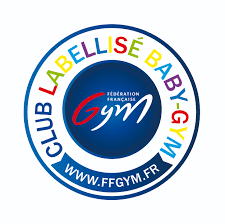 CLUB LABELLISÉ BABY-GYM
FÉDÉRATION
FRANÇAISE
Gym
WWW.FFGYM.FR